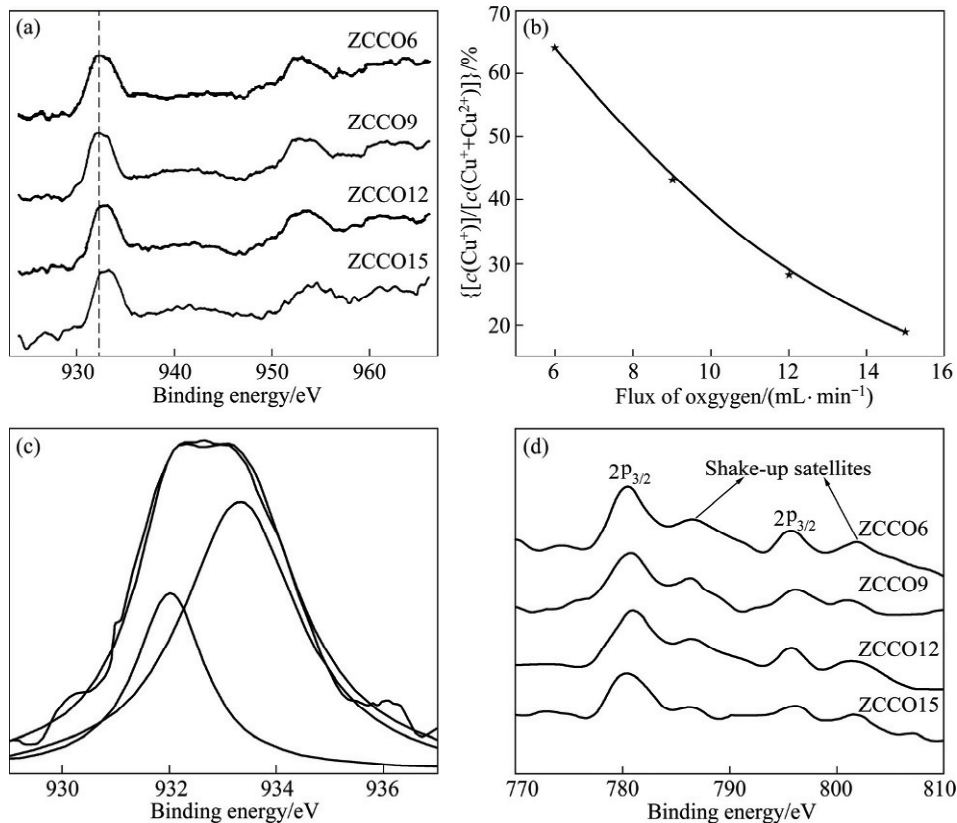 (a)
ZCCO6
ZCCO9
ZCCO12
ZCCO15
930 940 950 960
Binding energy/eV
(b)
70
60
50
40
30
20
6 8 10 12 14 16
{[c(Cu⁺)]/[c(Cu⁺+Cu²⁺)]}/%
Flux of oxgygen/(mL·min⁻¹)
(c)
930 932 934 936
Binding energy/eV
(d)
2p₃/₂
Shake-up satellites
2p₃/₂
ZCCO6
ZCCO9
ZCCO12
ZCCO15
770 780 790 800 810
Binding energy/eV